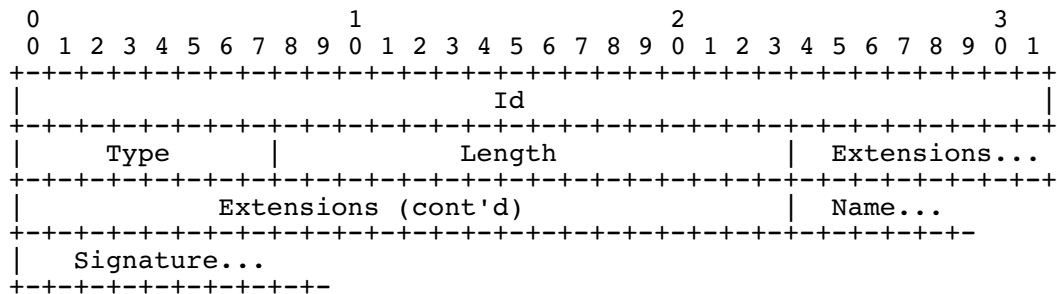 0                   1                   2                   3
 0 1 2 3 4 5 6 7 8 9 0 1 2 3 4 5 6 7 8 9 0 1 2 3 4 5 6 7 8 9 0 1
+-+-+-+-+-+-+-+-+-+-+-+-+-+-+-+-+-+-+-+-+-+-+-+-+-+-+-+-+-+-+-+-+
|                              Id                               |
+-+-+-+-+-+-+-+-+-+-+-+-+-+-+-+-+-+-+-+-+-+-+-+-+-+-+-+-+-+-+-+-+
|     Type      |           Length              |  Extensions...
+-+-+-+-+-+-+-+-+-+-+-+-+-+-+-+-+-+-+-+-+-+-+-+-+-+-+-+-+-+-+-+-+
|            Extensions (cont'd)                |  Name...
+-+-+-+-+-+-+-+-+-+-+-+-+-+-+-+-+-+-+-+-+-+-+-+-+-+-+-+-+-+-
|   Signature...
+-+-+-+-+-+-+-+-+-+-